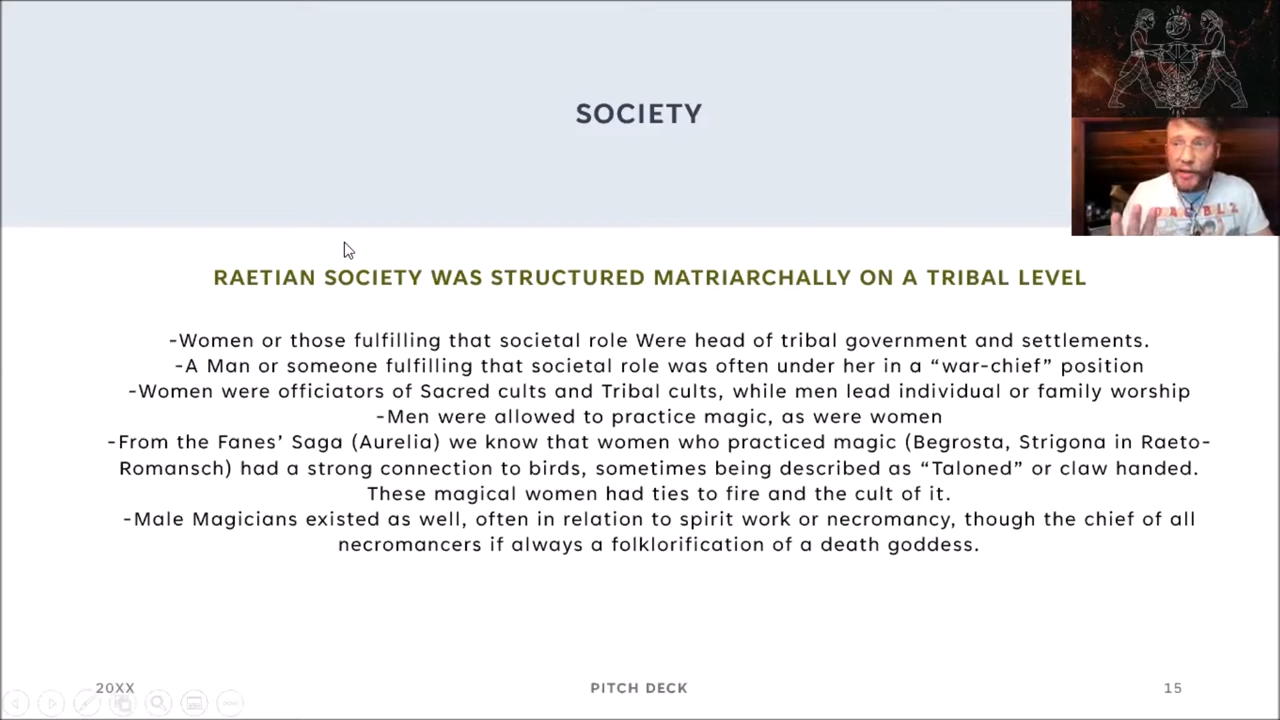 SOCIETY
RAETIAN SOCIETY WAS STRUCTURED MATRIARCHALLY ON A TRIBAL LEVEL
-Women or those fulfilling that societal role Were head of tribal government and settlements.
-A Man or someone fulfilling that societal role was often under her in a “war-chief” position
-Women were officiators of Sacred cults and Tribal cults, while men lead individual or family worship
-Men were allowed to practice magic, as were women
-From the Fanes’ Saga (Aurelia) we know that women who practiced magic (Begrosta, Strigona in Raeto-
Romansch) had a strong connection to birds, sometimes being described as “Taloned” or claw handed.
These magical women had ties to fire and the cult of it.
-Male Magicians existed as well, often in relation to spirit work or necromancy, though the chief of all
necromancers if always a folklorification of a death goddess.
20XX
PITCH DECK
15